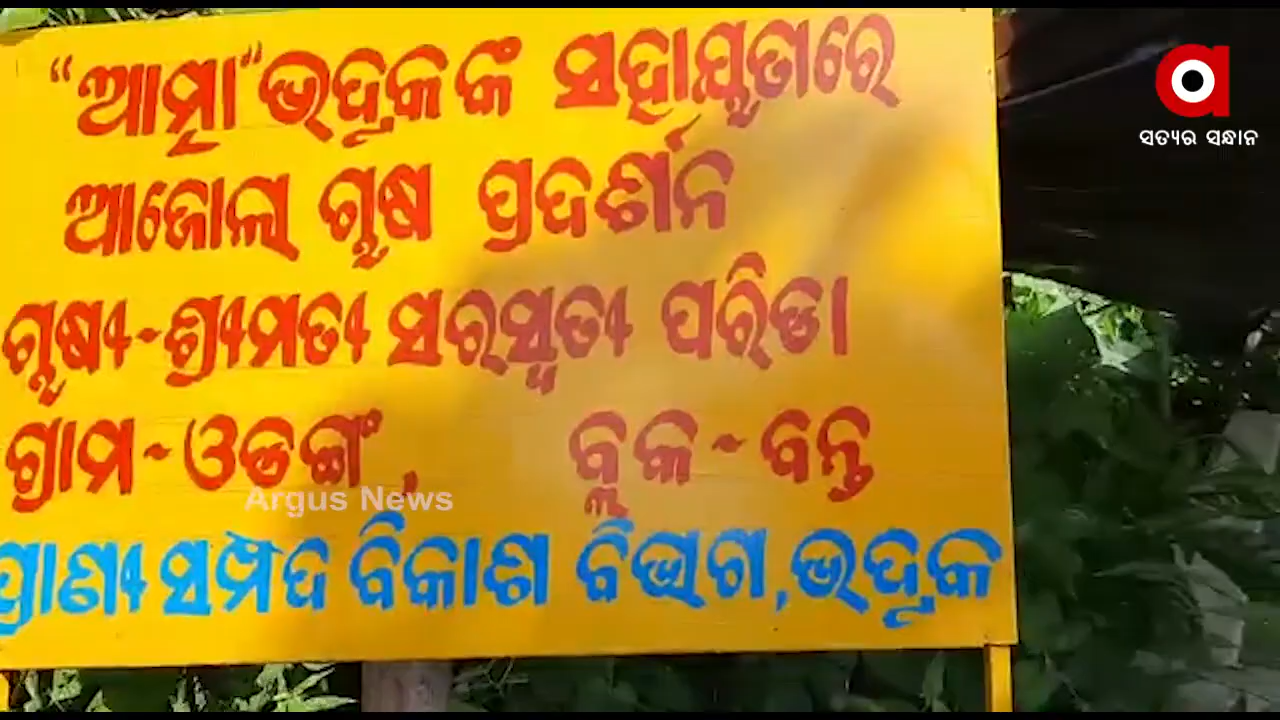 “ଆତ୍ମା”ଭଦ୍ରକଙ୍କ ସହାୟତାରେ
ଆଜୋଲା ଚାଷ ପ୍ରଦର୍ଶନ
ଚାଷୀ~ଶ୍ରୀମତୀ ସରସ୍ୱତୀ ପରିଡା
ଗ୍ରାମ~ଓଡଙ୍ଗ, ବ୍ଲକ~ବନ୍ତ
ପ୍ରାଣୀ ସମ୍ପଦ ବିକାଶ ବିଭାଗ,ଭଦ୍ରକ
Argus News
a
ସତ୍ୟର ସନ୍ଧାନ